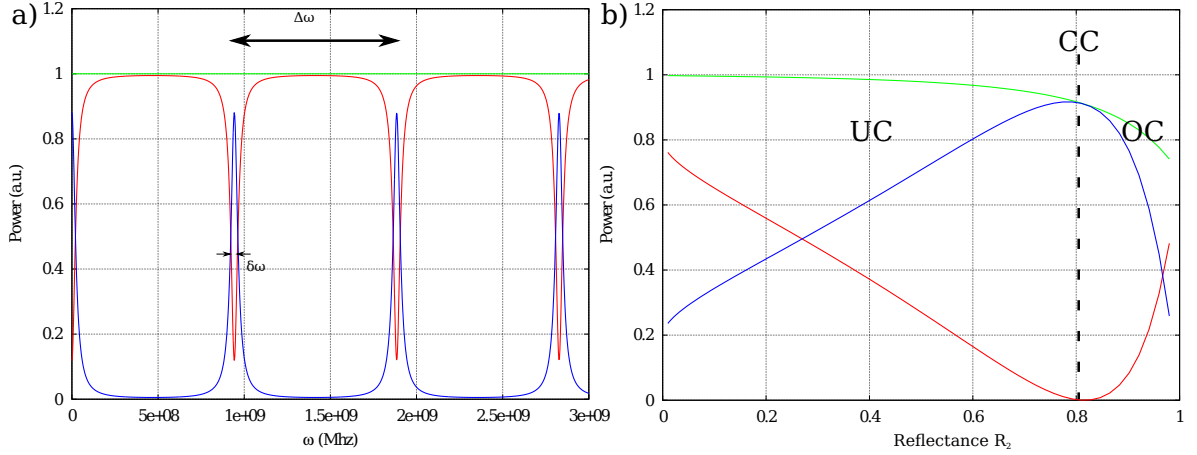 a)
Δω
1.2
1
0.8
0.6
0.4
0.2
0
Power (a.u.)
δω
0
5e+08
1e+09
1.5e+09
2e+09
2.5e+09
3e+09
ω (Mhz)
b)
CC
UC
OC
1.2
1
0.8
0.6
0.4
0.2
0
Power (a.u.)
0
0.2
0.4
0.6
0.8
1
Reflectance R₂